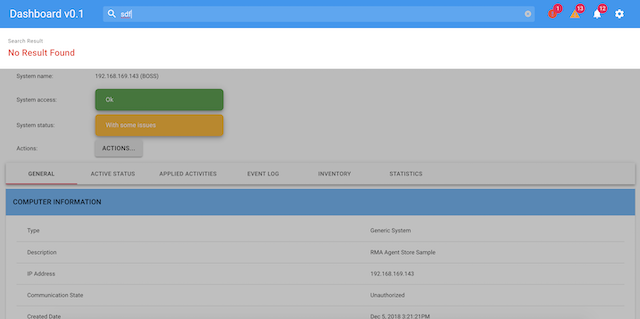 Dashboard v0.1
sdf
1
13
12
Search Result
No Result Found
System name: 192.168.169.143 (BOSS)
System access: Ok
System status: With some issues
Actions: ACTIONS...
GENERAL ACTIVE STATUS APPLIED ACTIVITIES EVENT LOG INVENTORY STATISTICS
COMPUTER INFORMATION
Type Generic System
Description RMA Agent Store Sample
IP Address 192.168.169.143
Communication State Unauthorized
Created Date Dec 5, 2018 3:21:21PM